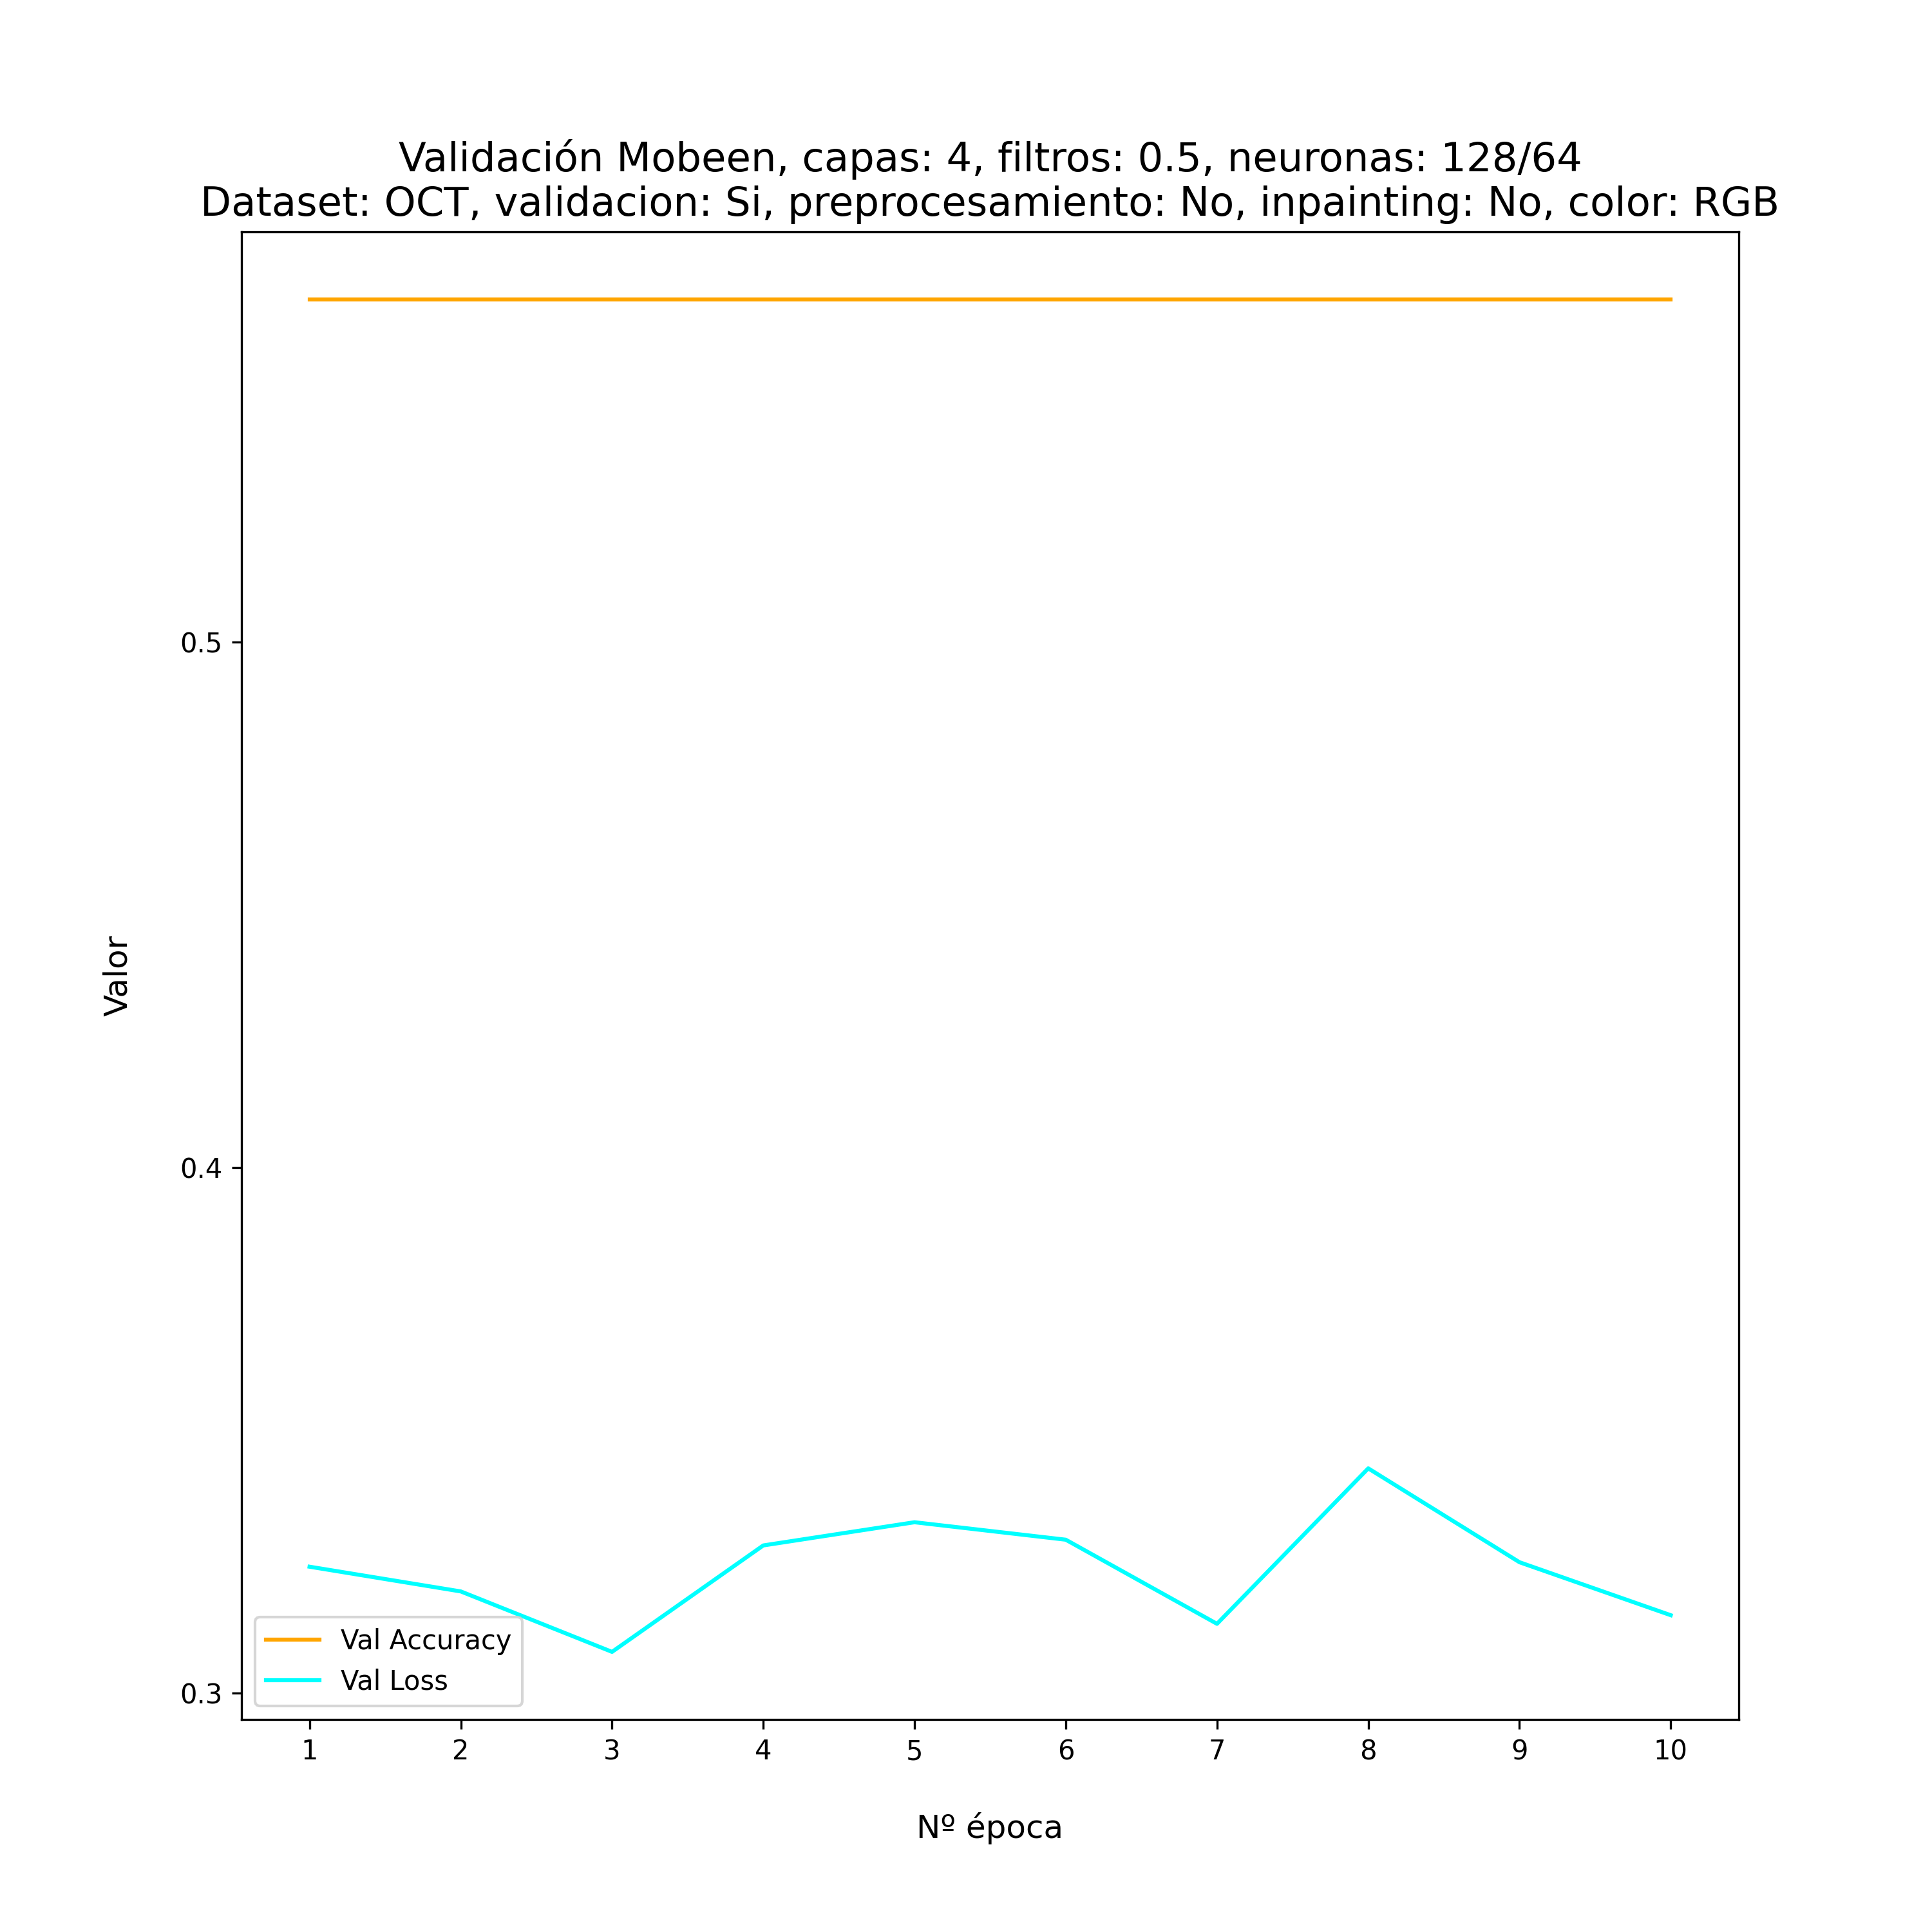 Validación Mobeen, capas: 4, filtros: 0.5, neuronas: 128/64
Dataset: OCT, validacion: Si, preprocesamiento: No, inpainting: No, color: RGB
Valor
0.5
0.4
0.3
Val Accuracy
Val Loss
1 2 3 4 5 6 7 8 9 10
Nº época